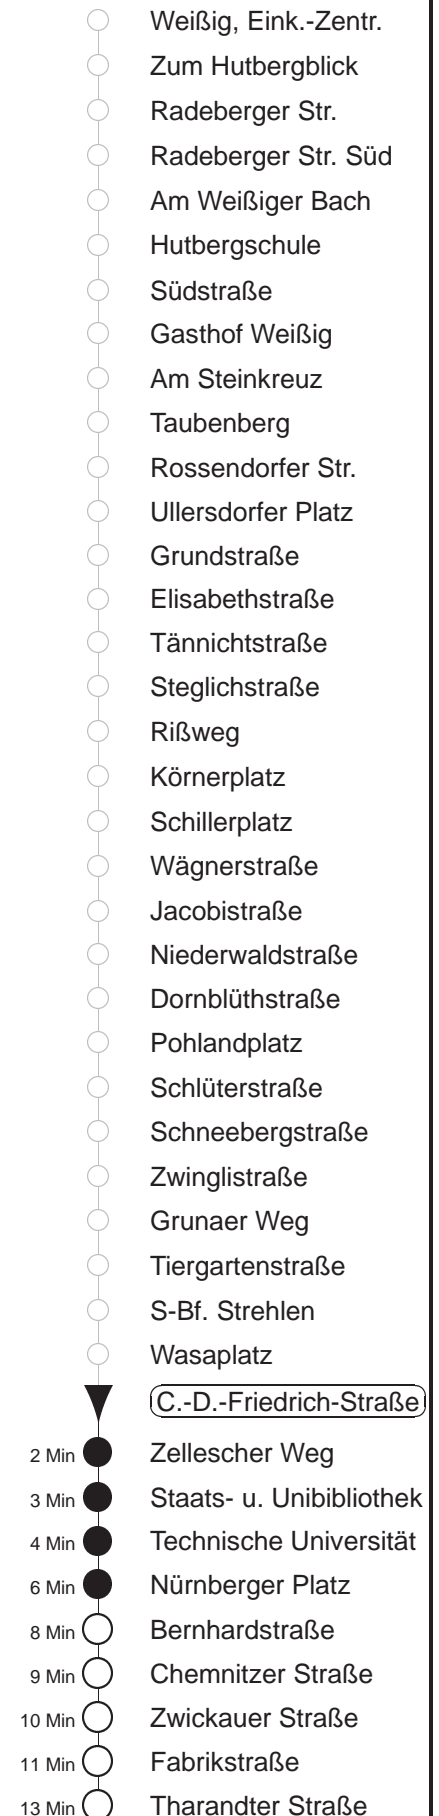 Weißig, Eink.-Zentr.
Zum Hutbergblick
Radeberger Str.
Radeberger Str. Süd
Am Weißiger Bach
Hutbergschule
Südstraße
Gasthof Weißig
Am Steinkreuz
Taubenberg
Rossendorfer Str.
Ullersdorfer Platz
Grundstraße
Elisabethstraße
Tännichtstraße
Steglichstraße
Rißweg
Körnerplatz
Schillerplatz
Wägnerstraße
Jacobistraße
Niederwaldstraße
Dornblüthstraße
Pohlandplatz
Schlüterstraße
Schneebergstraße
Zwinglistraße
Grunaer Weg
Tiergartenstraße
S-Bf. Strehlen
Wasaplatz
C.-D.-Friedrich-Straße
2 Min Zellescher Weg
3 Min Staats- u. Unibibliothek
4 Min Technische Universität
6 Min Nürnberger Platz
8 Min Bernhardstraße
9 Min Chemnitzer Straße
10 Min Zwickauer Straße
11 Min Fabrikstraße
13 Min Tharandter Straße